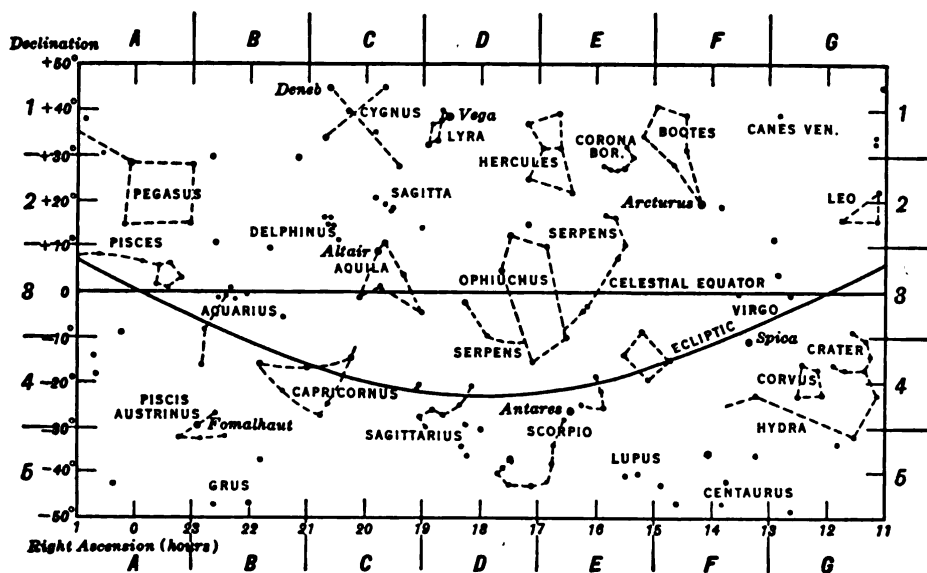 A B C D E F G
Declination
+50°
Deneb
1 +40° CYGNUS Vega BOOTES CANES VEN. 1
LYRA
CORONA
HERCULES BOR.
+30°
PEGASUS SAGITTA LEO
2 +20° Arcturus 2
DELPHINUS SERPENS
+10° PISCES Altair
AQUILA OPHIUCHUS CELESTIAL EQUATOR
3 0 3
AQUARIUS VIRGO
-10° ECLIPTIC Spica
SERPENS CRATER
4 -20° CAPRICORNUS CORVUS 4
PISCIS
AUSTRINUS Antares
Fomalhaut
-30° SAGITTARIUS SCORPIO HYDRA
LUPUS
5 -40° 5
GRUS CENTAURUS
-50°
1 0 23 22 21 20 19 18 17 16 15 14 13 12 11
Right Ascension (hours)
A B C D E F G